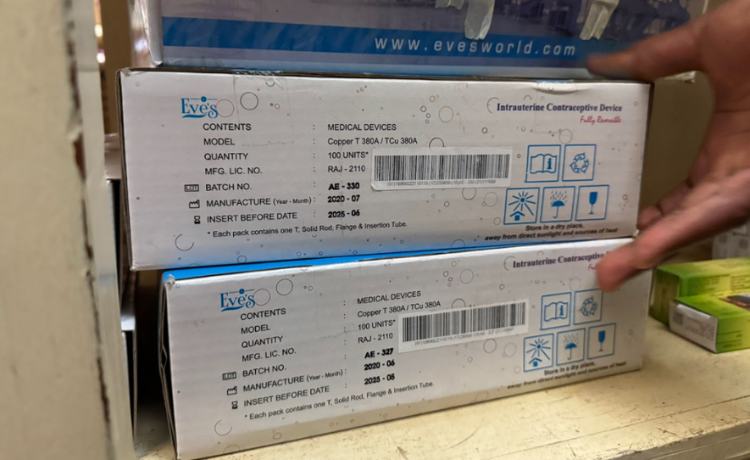 www.evesworld.com
Eve's
Intrauterine Contraceptive Device
Fully Reversible
CONTENTS : MEDICAL DEVICES
MODEL : Copper T 380A / TCu 380A
QUANTITY : 100 UNITS*
MFG. LIC. NO. : RAJ - 2110
LOT BATCH NO. : AE - 330
MANUFACTURE (Year - Month) : 2020 - 07
INSERT BEFORE DATE : 2025 - 06
* Each pack contains one T, Solid Rod, Flange & Insertion Tube.
Store in a dry place,
away from direct sunlight and sources of heat
Eve's
Intrauterine Contraceptive
CONTENTS : MEDICAL DEVICES
MODEL : Copper T 380A / TCu 380A
QUANTITY : 100 UNITS*
MFG. LIC. NO. : RAJ - 2110
LOT BATCH NO. : AE - 327
MANUFACTURE (Year - Month) : 2020 - 06
INSERT BEFORE DATE : 2025 - 05
* Each pack contains one T, Solid Rod, Flange & Insertion Tube.
Store in a dry place,
away from direct sunlight and sources of heat